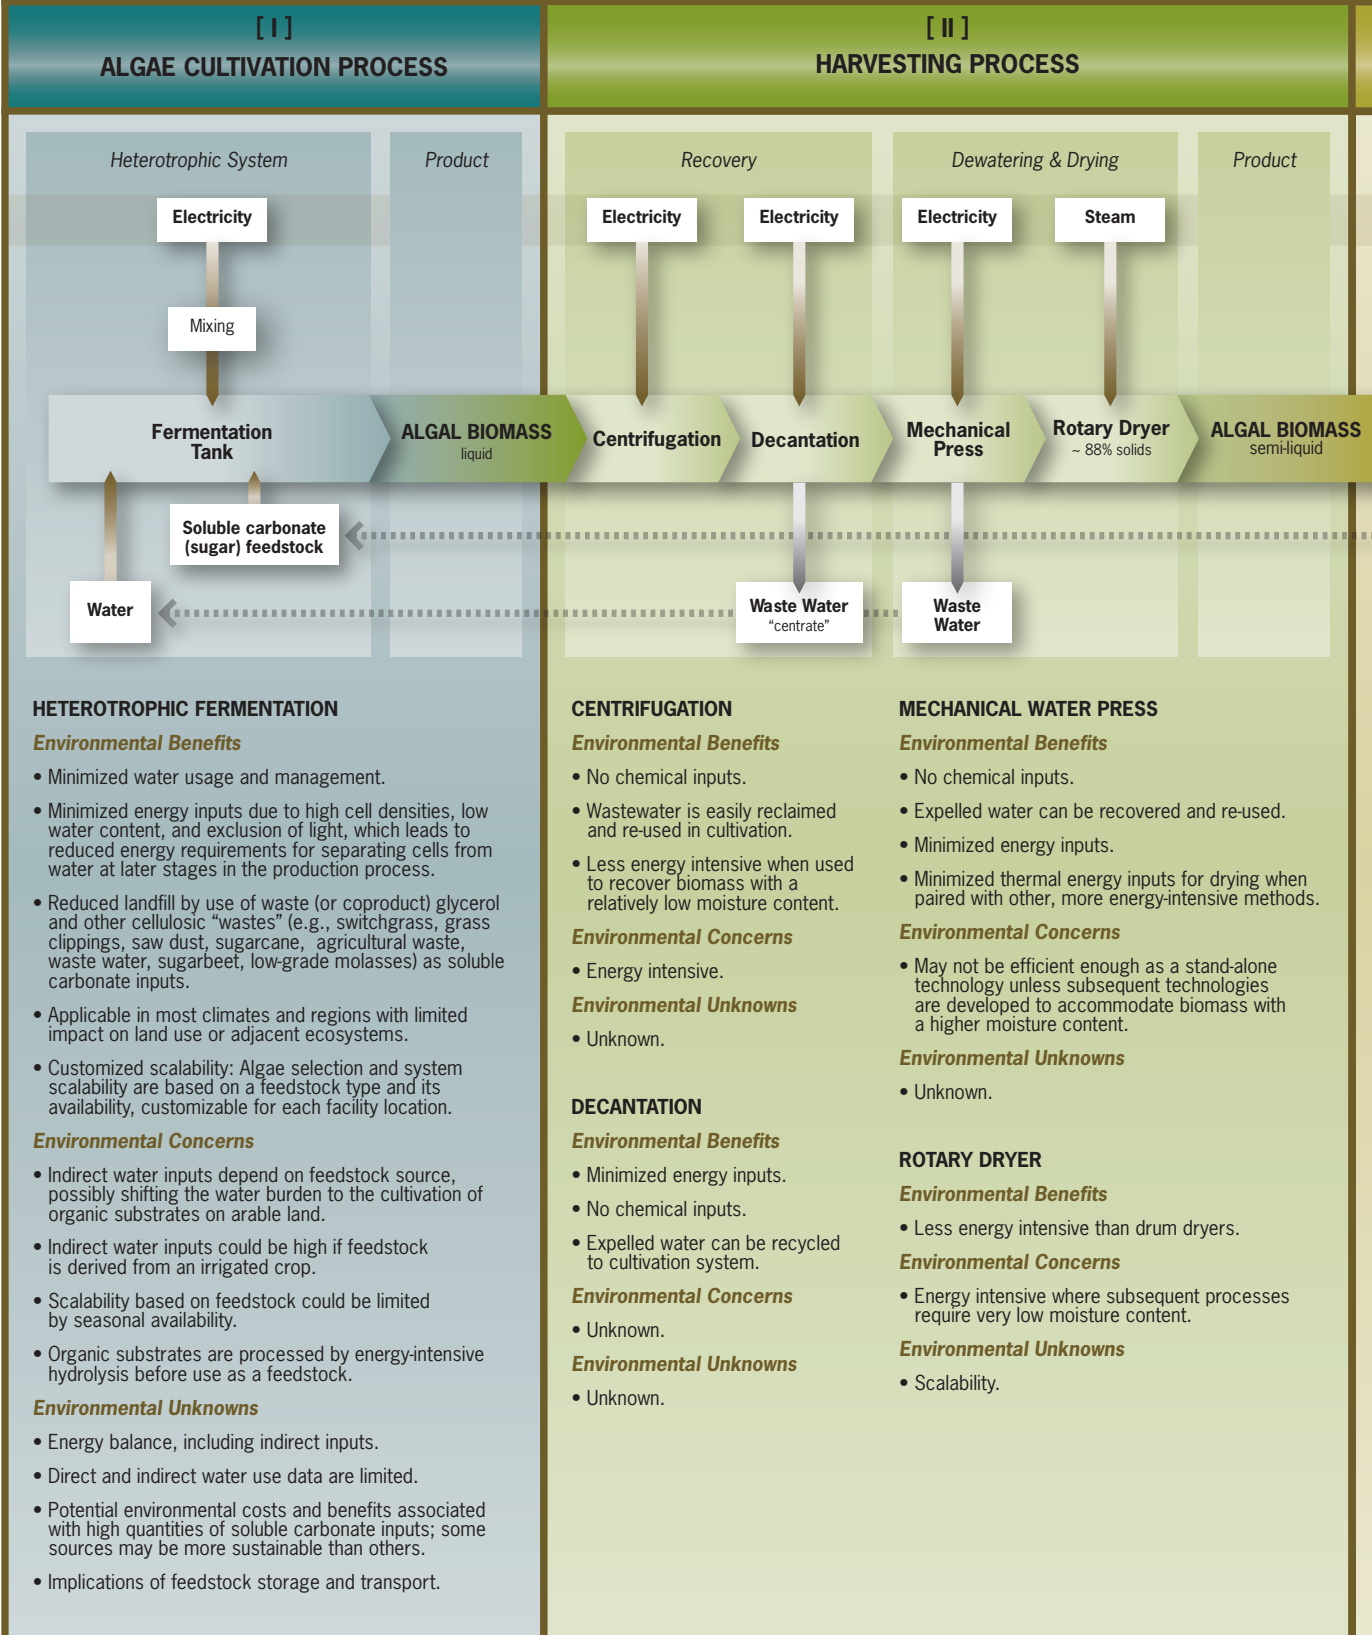 [ I ]
ALGAE CULTIVATION PROCESS
[ II ]
HARVESTING PROCESS
Heterotrophic System
Product
Recovery
Dewatering & Drying
Product
Electricity
Electricity
Electricity
Electricity
Steam
Mixing
Fermentation
Tank
ALGAL BIOMASS
liquid
Centrifugation
Decantation
Mechanical
Press
Rotary Dryer
~ 88% solids
ALGAL BIOMASS
semi-liquid
Soluble carbonate
(sugar) feedstock
Water
Waste Water
“centrate”
Waste
Water
HETEROTROPHIC FERMENTATION
Environmental Benefits
• Minimized water usage and management.
• Minimized energy inputs due to high cell densities, low
water content, and exclusion of light, which leads to
reduced energy requirements for separating cells from
water at later stages in the production process.
• Reduced landfill by use of waste (or coproduct) glycerol
and other cellulosic “wastes” (e.g., switchgrass, grass
clippings, saw dust, sugarcane, agricultural waste,
waste water, sugarbeet, low-grade molasses) as soluble
carbonate inputs.
• Applicable in most climates and regions with limited
impact on land use or adjacent ecosystems.
• Customized scalability: Algae selection and system
scalability are based on a feedstock type and its
availability, customizable for each facility location.
Environmental Concerns
• Indirect water inputs depend on feedstock source,
possibly shifting the water burden to the cultivation of
organic substrates on arable land.
• Indirect water inputs could be high if feedstock
is derived from an irrigated crop.
• Scalability based on feedstock could be limited
by seasonal availability.
• Organic substrates are processed by energy-intensive
hydrolysis before use as a feedstock.
Environmental Unknowns
• Energy balance, including indirect inputs.
• Direct and indirect water use data are limited.
• Potential environmental costs and benefits associated
with high quantities of soluble carbonate inputs; some
sources may be more sustainable than others.
• Implications of feedstock storage and transport.
CENTRIFUGATION
Environmental Benefits
• No chemical inputs.
• Wastewater is easily reclaimed
and re-used in cultivation.
• Less energy intensive when used
to recover biomass with a
relatively low moisture content.
Environmental Concerns
• Energy intensive.
Environmental Unknowns
• Unknown.
DECANTATION
Environmental Benefits
• Minimized energy inputs.
• No chemical inputs.
• Expelled water can be recycled
to cultivation system.
Environmental Concerns
• Unknown.
Environmental Unknowns
• Unknown.
MECHANICAL WATER PRESS
Environmental Benefits
• No chemical inputs.
• Expelled water can be recovered and re-used.
• Minimized energy inputs.
• Minimized thermal energy inputs for drying when
paired with other, more energy-intensive methods.
Environmental Concerns
• May not be efficient enough as a stand-alone
technology unless subsequent technologies
are developed to accommodate biomass with
a higher moisture content.
Environmental Unknowns
• Unknown.
ROTARY DRYER
Environmental Benefits
• Less energy intensive than drum dryers.
Environmental Concerns
• Energy intensive where subsequent processes
require very low moisture content.
Environmental Unknowns
• Scalability.